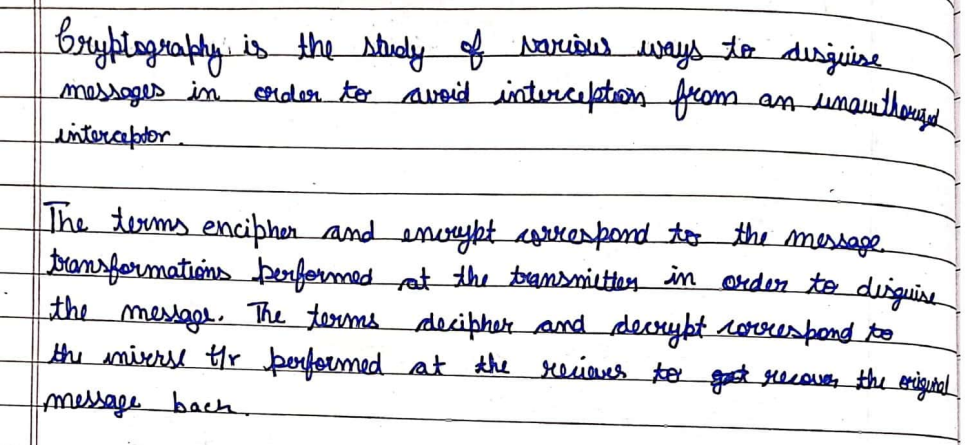 Cryptography is the study of various ways to disguise
messages in order to avoid interception from an unauthorized
interceptor.
The terms encipher and encrypt correspond to the message
transformations performed at the transmitter in order to disguise
the message. The terms decipher and decrypt correspond to
the inverse t/r performed at the reciever to recover the original
message back.